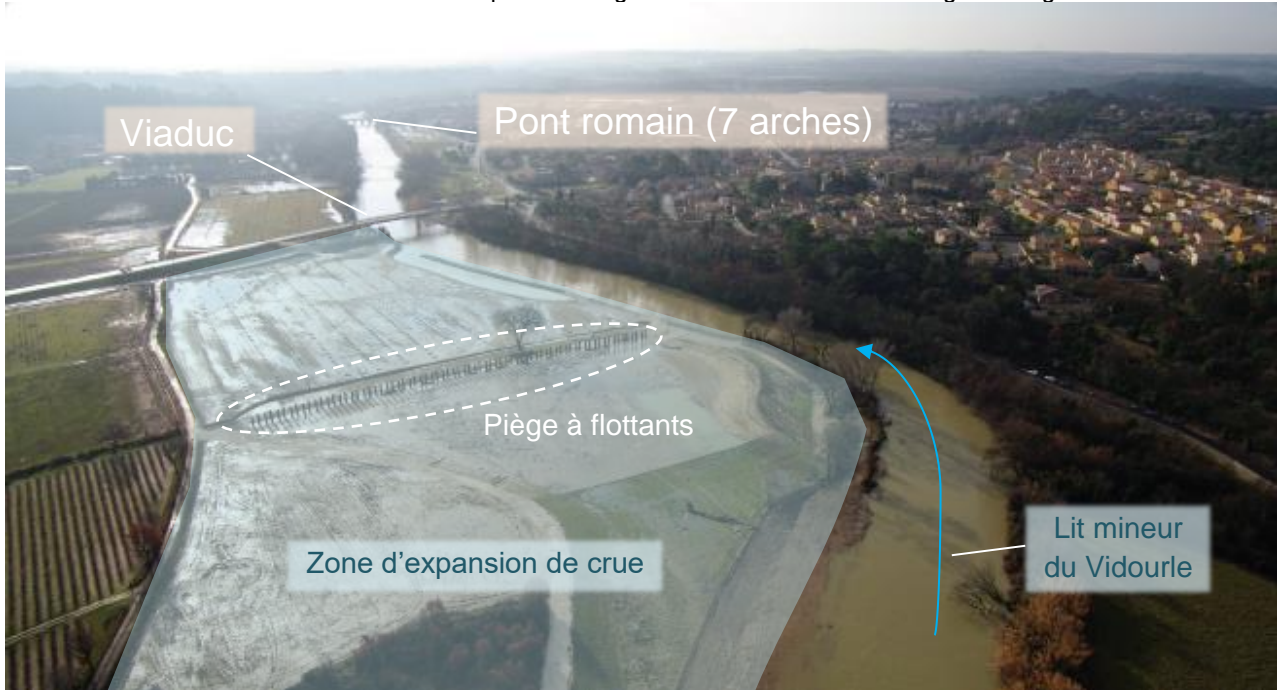 Viaduc
Pont romain (7 arches)
Piège à flottants
Zone d'expansion de crue
Lit mineur
du Vidourle